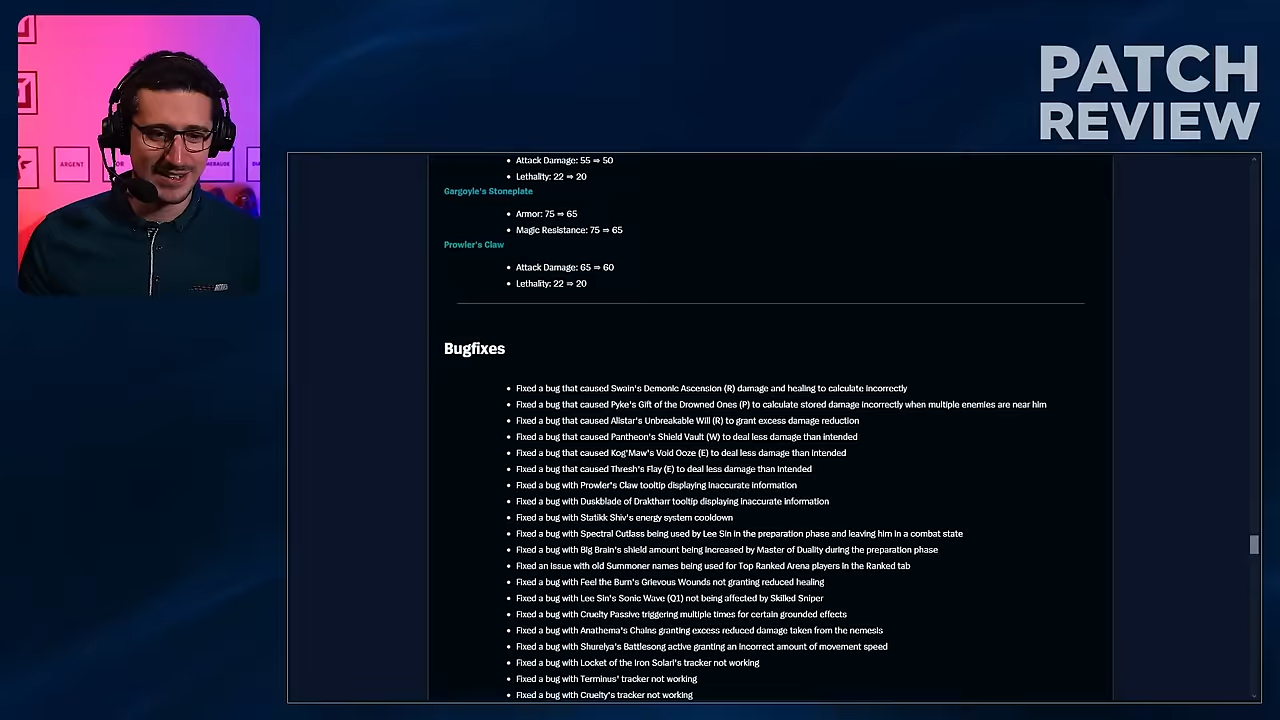 PATCH
REVIEW
ARGENT
Attack Damage: 55 ⇒ 50
Lethality: 22 ⇒ 20
Gargoyle's Stoneplate
Armor: 75 ⇒ 65
Magic Resistance: 75 ⇒ 65
Prowler's Claw
Attack Damage: 65 ⇒ 60
Lethality: 22 ⇒ 20
Bugfixes
Fixed a bug that caused Swain's Demonic Ascension (R) damage and healing to calculate incorrectly
Fixed a bug that caused Pyke's Gift of the Drowned Ones (P) to calculate stored damage incorrectly when multiple enemies are near him
Fixed a bug that caused Alistar's Unbreakable Will (R) to grant excess damage reduction
Fixed a bug that caused Pantheon's Shield Vault (W) to deal less damage than intended
Fixed a bug that caused Kog'Maw's Void Ooze (E) to deal less damage than intended
Fixed a bug that caused Thresh's Flay (E) to deal less damage than intended
Fixed a bug with Prowler's Claw tooltip displaying inaccurate information
Fixed a bug with Duskblade of Draktharr tooltip displaying inaccurate information
Fixed a bug with Statikk Shiv's energy system cooldown
Fixed a bug with Spectral Cutlass being used by Lee Sin in the preparation phase and leaving him in a combat state
Fixed a bug with Big Brain's shield amount being increased by Master of Duality during the preparation phase
Fixed an issue with old Summoner names being used for Top Ranked Arena players in the Ranked tab
Fixed a bug with Feel the Burn's Grievous Wounds not granting reduced healing
Fixed a bug with Lee Sin's Sonic Wave (Q1) not being affected by Skilled Sniper
Fixed a bug with Cruelty Passive triggering multiple times for certain grounded effects
Fixed a bug with Anathema's Chains granting excess reduced damage taken from the nemesis
Fixed a bug with Shurelya's Battlesong active granting an incorrect amount of movement speed
Fixed a bug with Locket of the Iron Solari's tracker not working
Fixed a bug with Terminus' tracker not working
Fixed a bug with Cruelty's tracker not working